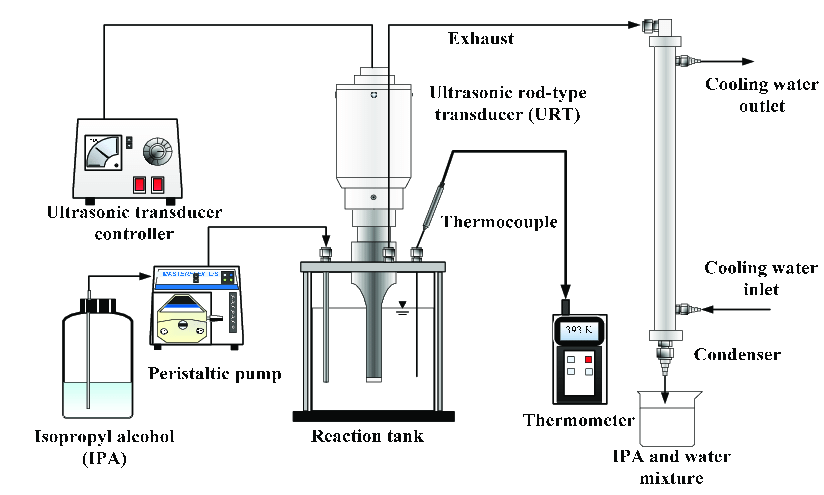 Exhaust
Cooling water
outlet
Ultrasonic rod-type
transducer (URT)
Ultrasonic transducer
controller
Thermocouple
Cooling water
inlet
393 K
Condenser
Peristaltic pump
Thermometer
Isopropyl alcohol
(IPA)
Reaction tank
IPA and water
mixture